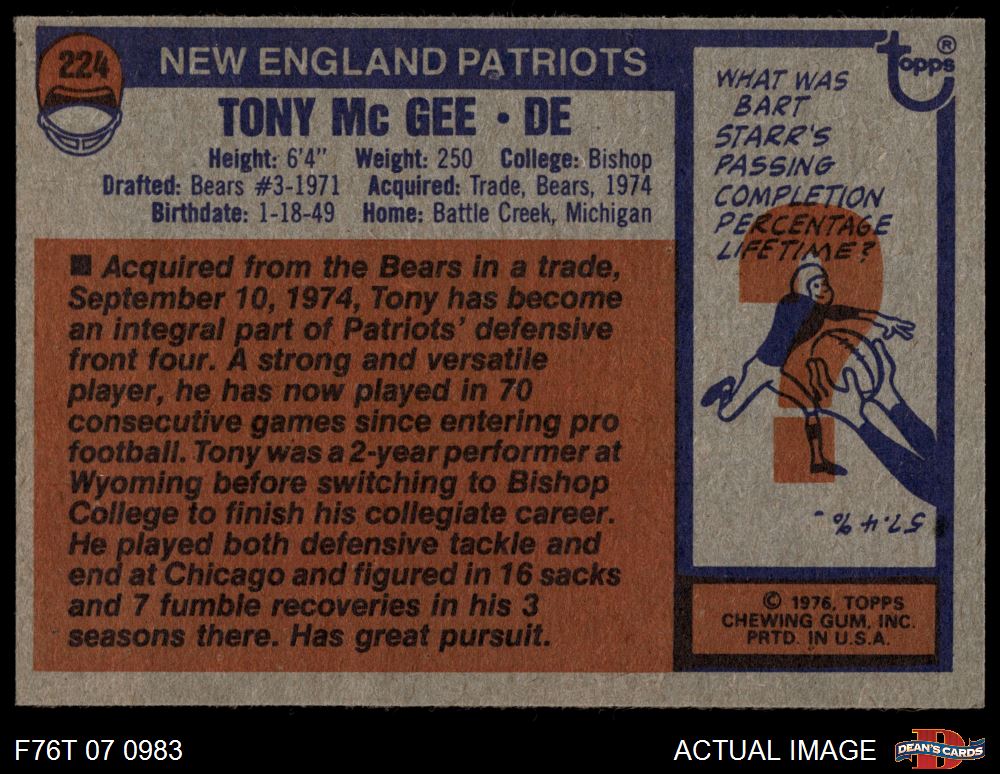 224
NEW ENGLAND PATRIOTS
TONY Mc GEE • DE
Height: 6'4" Weight: 250 College: Bishop
Drafted: Bears #3-1971 Acquired: Trade, Bears, 1974
Birthdate: 1-18-49 Home: Battle Creek, Michigan
■ Acquired from the Bears in a trade,
September 10, 1974, Tony has become
an integral part of Patriots' defensive
front four. A strong and versatile
player, he has now played in 70
consecutive games since entering pro
football. Tony was a 2-year performer at
Wyoming before switching to Bishop
College to finish his collegiate career.
He played both defensive tackle and
end at Chicago and figured in 16 sacks
and 7 fumble recoveries in his 3
seasons there. Has great pursuit.
topps ®
WHAT WAS
BART
STARR'S
PASSING
COMPLETION
PERCENTAGE
LIFETIME?
57.4%.
© 1976, TOPPS
CHEWING GUM, INC.
PRTD. IN U.S.A.
F76T 07 0983
ACTUAL IMAGE
D
DEAN'S CARDS